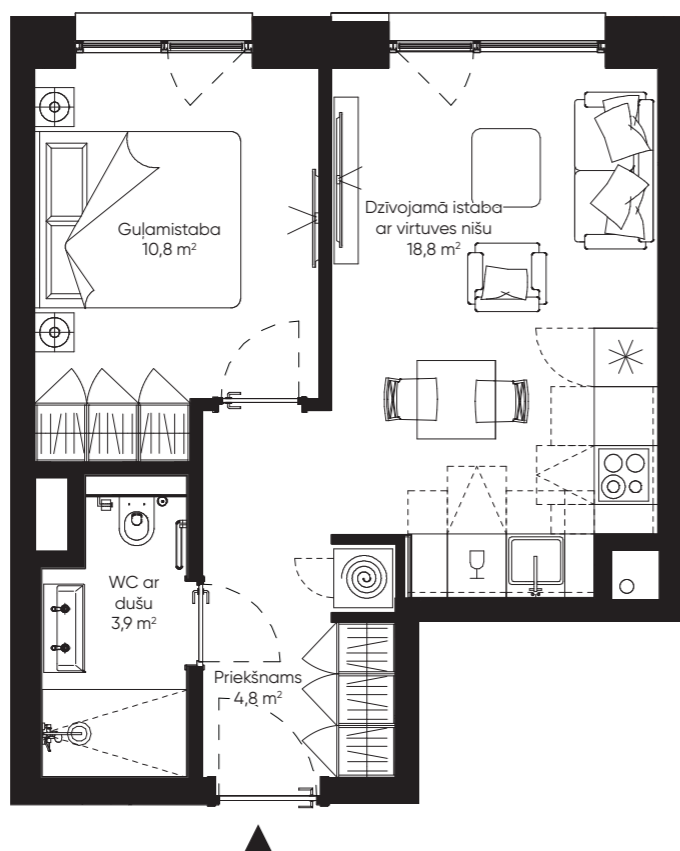 Guļamistaba
10,8 m²
Dzīvojamā istaba
ar virtuves nišu
18,8 m²
WC ar
dušu
3,9 m²
Priekšnams
4,8 m²